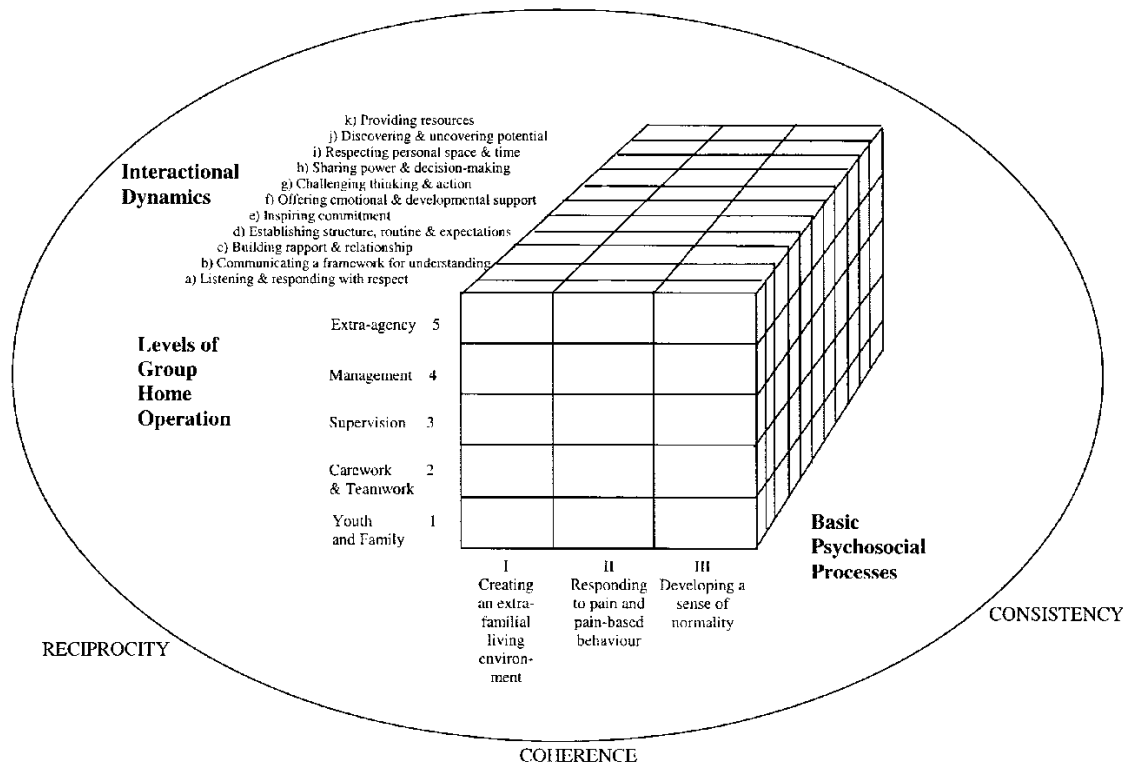 k) Providing resources
j) Discovering & uncovering potential
i) Respecting personal space & time
h) Sharing power & decision-making
g) Challenging thinking & action
f) Offering emotional & developmental support
e) Inspiring commitment
d) Establishing structure, routine & expectations
c) Building rapport & relationship
b) Communicating a framework for understanding
a) Listening & responding with respect
Interactional
Dynamics
Levels of
Group
Home
Operation
Extra-agency 5
Management 4
Supervision 3
Carework 2
& Teamwork
Youth 1
and Family
I
Creating
an extra-
familial
living
environ-
ment
II
Responding
to pain and
pain-based
behaviour
III
Developing a
sense of
normality
Basic
Psychosocial
Processes
RECIPROCITY
COHERENCE
CONSISTENCY